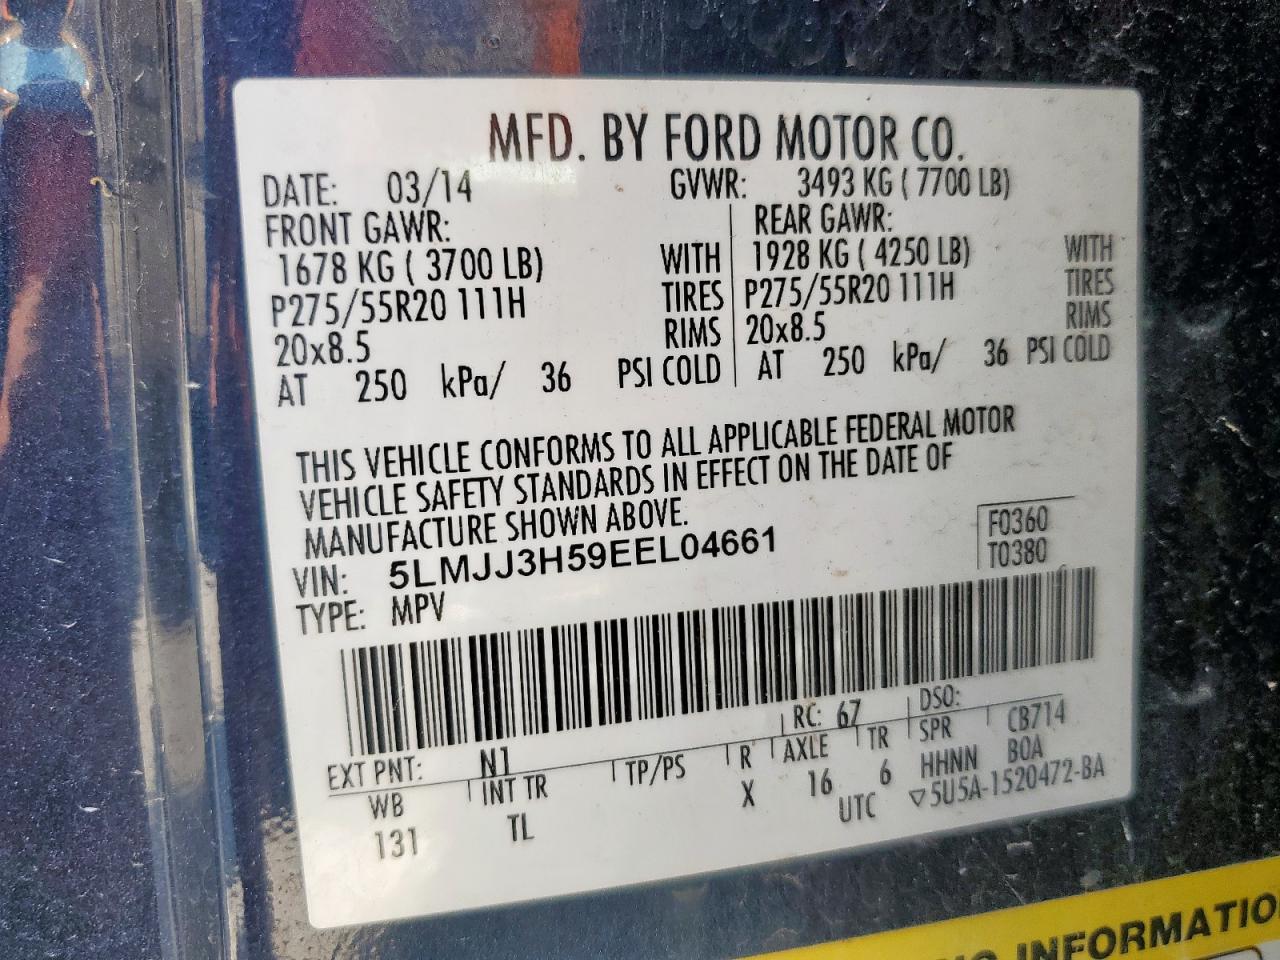 MFD. BY FORD MOTOR CO.
DATE: 03/14 GVWR: 3493 KG ( 7700 LB)
FRONT GAWR: REAR GAWR:
1678 KG ( 3700 LB) WITH 1928 KG ( 4250 LB) WITH
P275/55R20 111H TIRES P275/55R20 111H TIRES
20x8.5 RIMS 20x8.5 RIMS
AT 250 kPa/ 36 PSI COLD AT 250 kPa/ 36 PSI COLD
THIS VEHICLE CONFORMS TO ALL APPLICABLE FEDERAL MOTOR
VEHICLE SAFETY STANDARDS IN EFFECT ON THE DATE OF
MANUFACTURE SHOWN ABOVE.
VIN: 5LMJJ3H59EEL04661 F0360
TYPE: MPV T0380
EXT PNT: N1 RC: 67 DSO:
WB INT TR TP/PS R AXLE TR SPR CB714
131 TL X 16 6 HHNN BOA
UTC ▽5U5A-1520472-BA
INFORMATIO